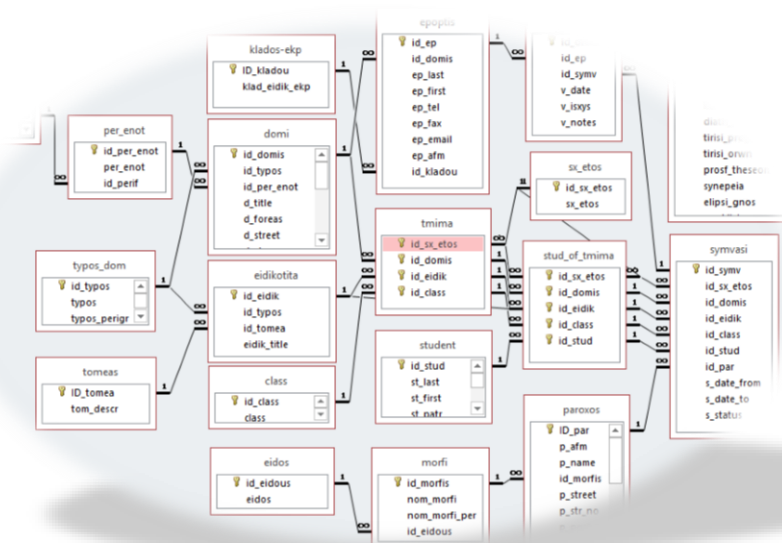 klados-ekp
ID_kladou
klad_eidik_ekp
epoptis
id_ep
id_domis
ep_last
ep_first
ep_tel
ep_fax
ep_email
ep_afm
id_kladou
id_ep
id_symv
v_date
v_isxys
v_notes
per_enot
id_per_enot
per_enot
id_perif
domi
id_domis
id_typos
id_per_enot
d_title
d_foreas
d_street
synepeia
elipsi_gnos
sx_etos
id_sx_etos
sx_etos
tmima
id_sx_etos
id_domis
id_eidik
id_class
stud_of_tmima
id_sx_etos
id_domis
id_eidik
id_class
id_stud
symvasi
id_symv
id_sx_etos
id_domis
id_eidik
id_class
id_stud
id_par
s_date_from
s_date_to
s_status
typos_dom
id_typos
typos
typos_perigr
eidikotita
id_eidik
id_typos
id_tomea
eidik_title
tomeas
ID_tomea
tom_descr
class
id_class
class
student
id_stud
st_last
st_first
st_patr
paroxos
ID_par
p_afm
p_name
id_morfis
p_street
p_str_no
eidos
id_eidous
eidos
morfi
id_morfis
nom_morfi
nom_morfi_per
id_eidous